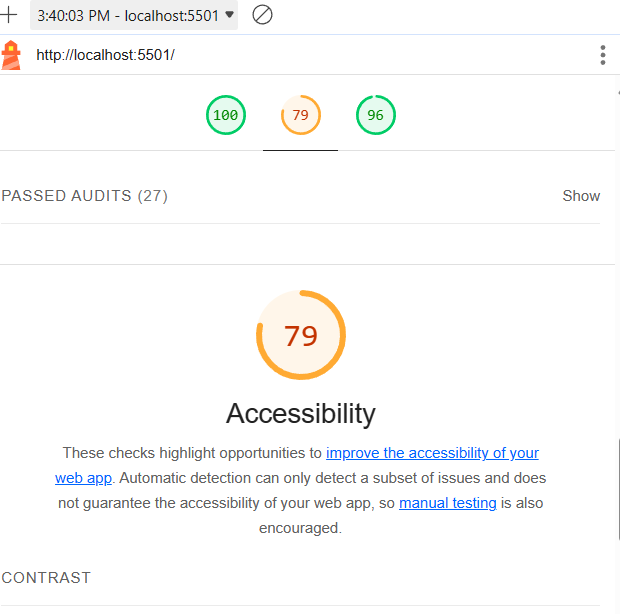 3:40:03 PM - localhost:5501
http://localhost:5501/
100 79 96
PASSED AUDITS (27) Show
79
Accessibility
These checks highlight opportunities to improve the accessibility of your
web app. Automatic detection can only detect a subset of issues and does
not guarantee the accessibility of your web app, so manual testing is also
encouraged.
CONTRAST